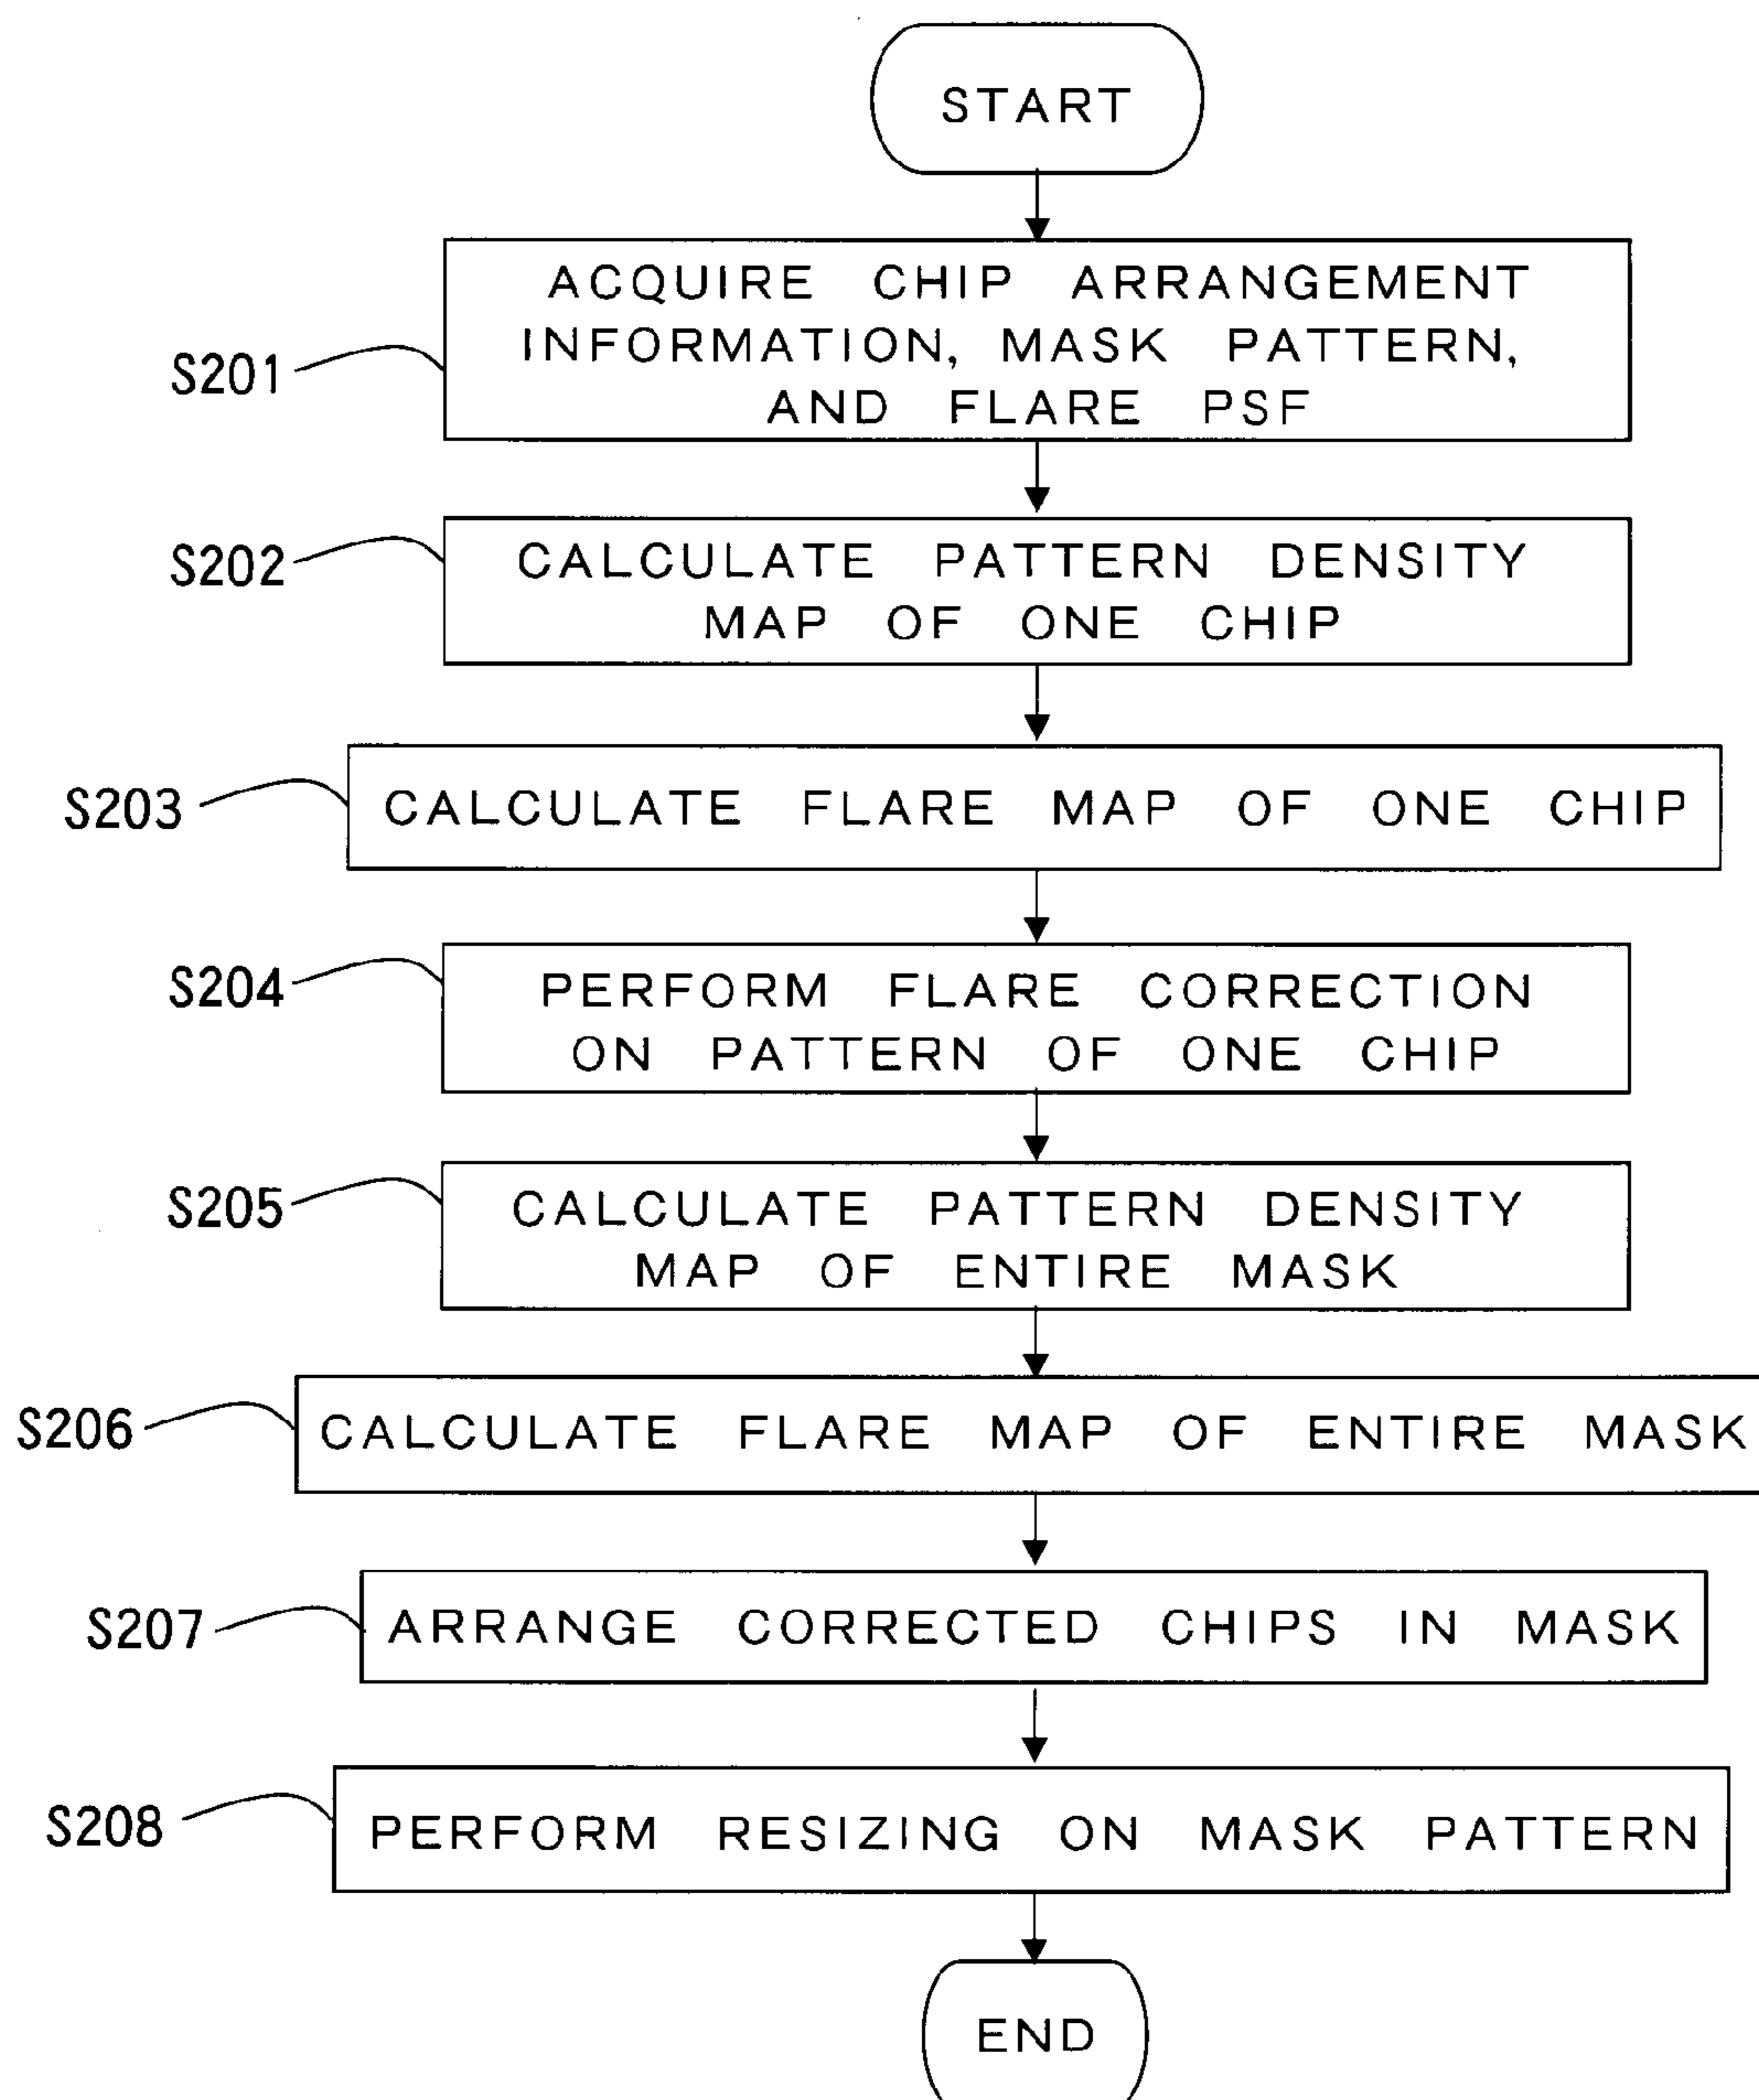 START
ACQUIRE CHIP ARRANGEMENT
INFORMATION, MASK PATTERN,
AND FLARE PSF
S201
CALCULATE PATTERN DENSITY
MAP OF ONE CHIP
S202
CALCULATE FLARE MAP OF ONE CHIP
S203
PERFORM FLARE CORRECTION
ON PATTERN OF ONE CHIP
S204
CALCULATE PATTERN DENSITY
MAP OF ENTIRE MASK
S205
CALCULATE FLARE MAP OF ENTIRE MASK
S206
ARRANGE CORRECTED CHIPS IN MASK
S207
PERFORM RESIZING ON MASK PATTERN
S208
END